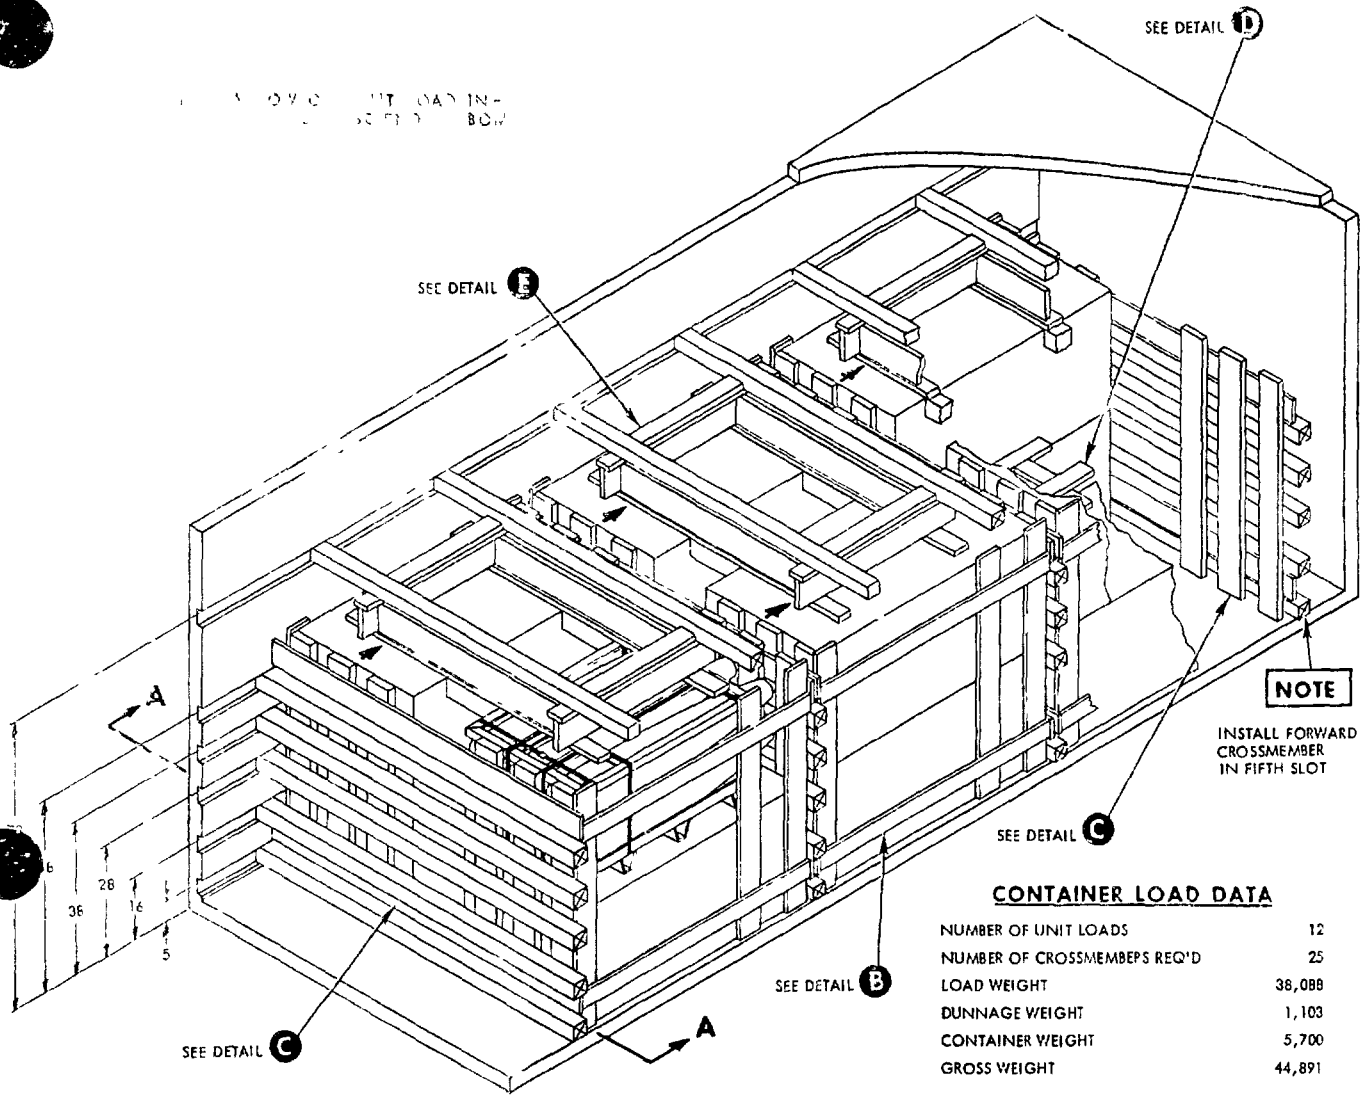 SEE DETAIL D
SEE DETAIL E
A
NOTE
INSTALL FORWARD
CROSSMEMBER
IN FIFTH SLOT
38
28
16
5
SEE DETAIL C
SEE DETAIL B
SEE DETAIL C
A
CONTAINER LOAD DATA
NUMBER OF UNIT LOADS 12
NUMBER OF CROSSMEMBERS REQ'D 25
LOAD WEIGHT 38,088
DUNNAGE WEIGHT 1,103
CONTAINER WEIGHT 5,700
GROSS WEIGHT 44,891